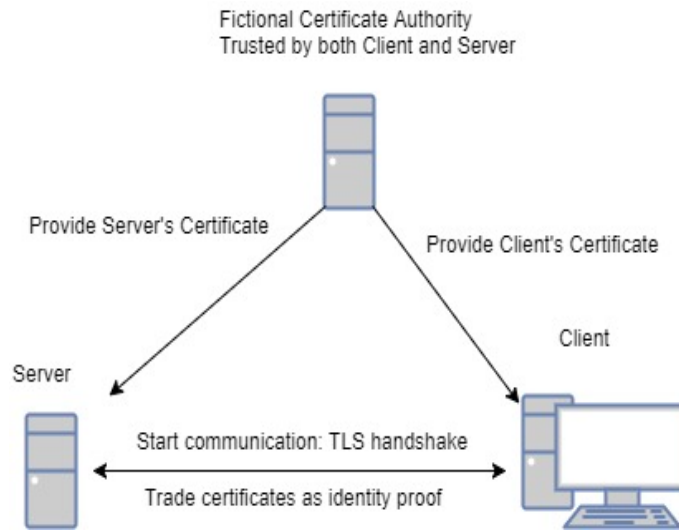 Fictional Certificate Authority
Trusted by both Client and Server
Provide Server's Certificate
Provide Client's Certificate
Client
Server
Start communication: TLS handshake
Trade certificates as identity proof